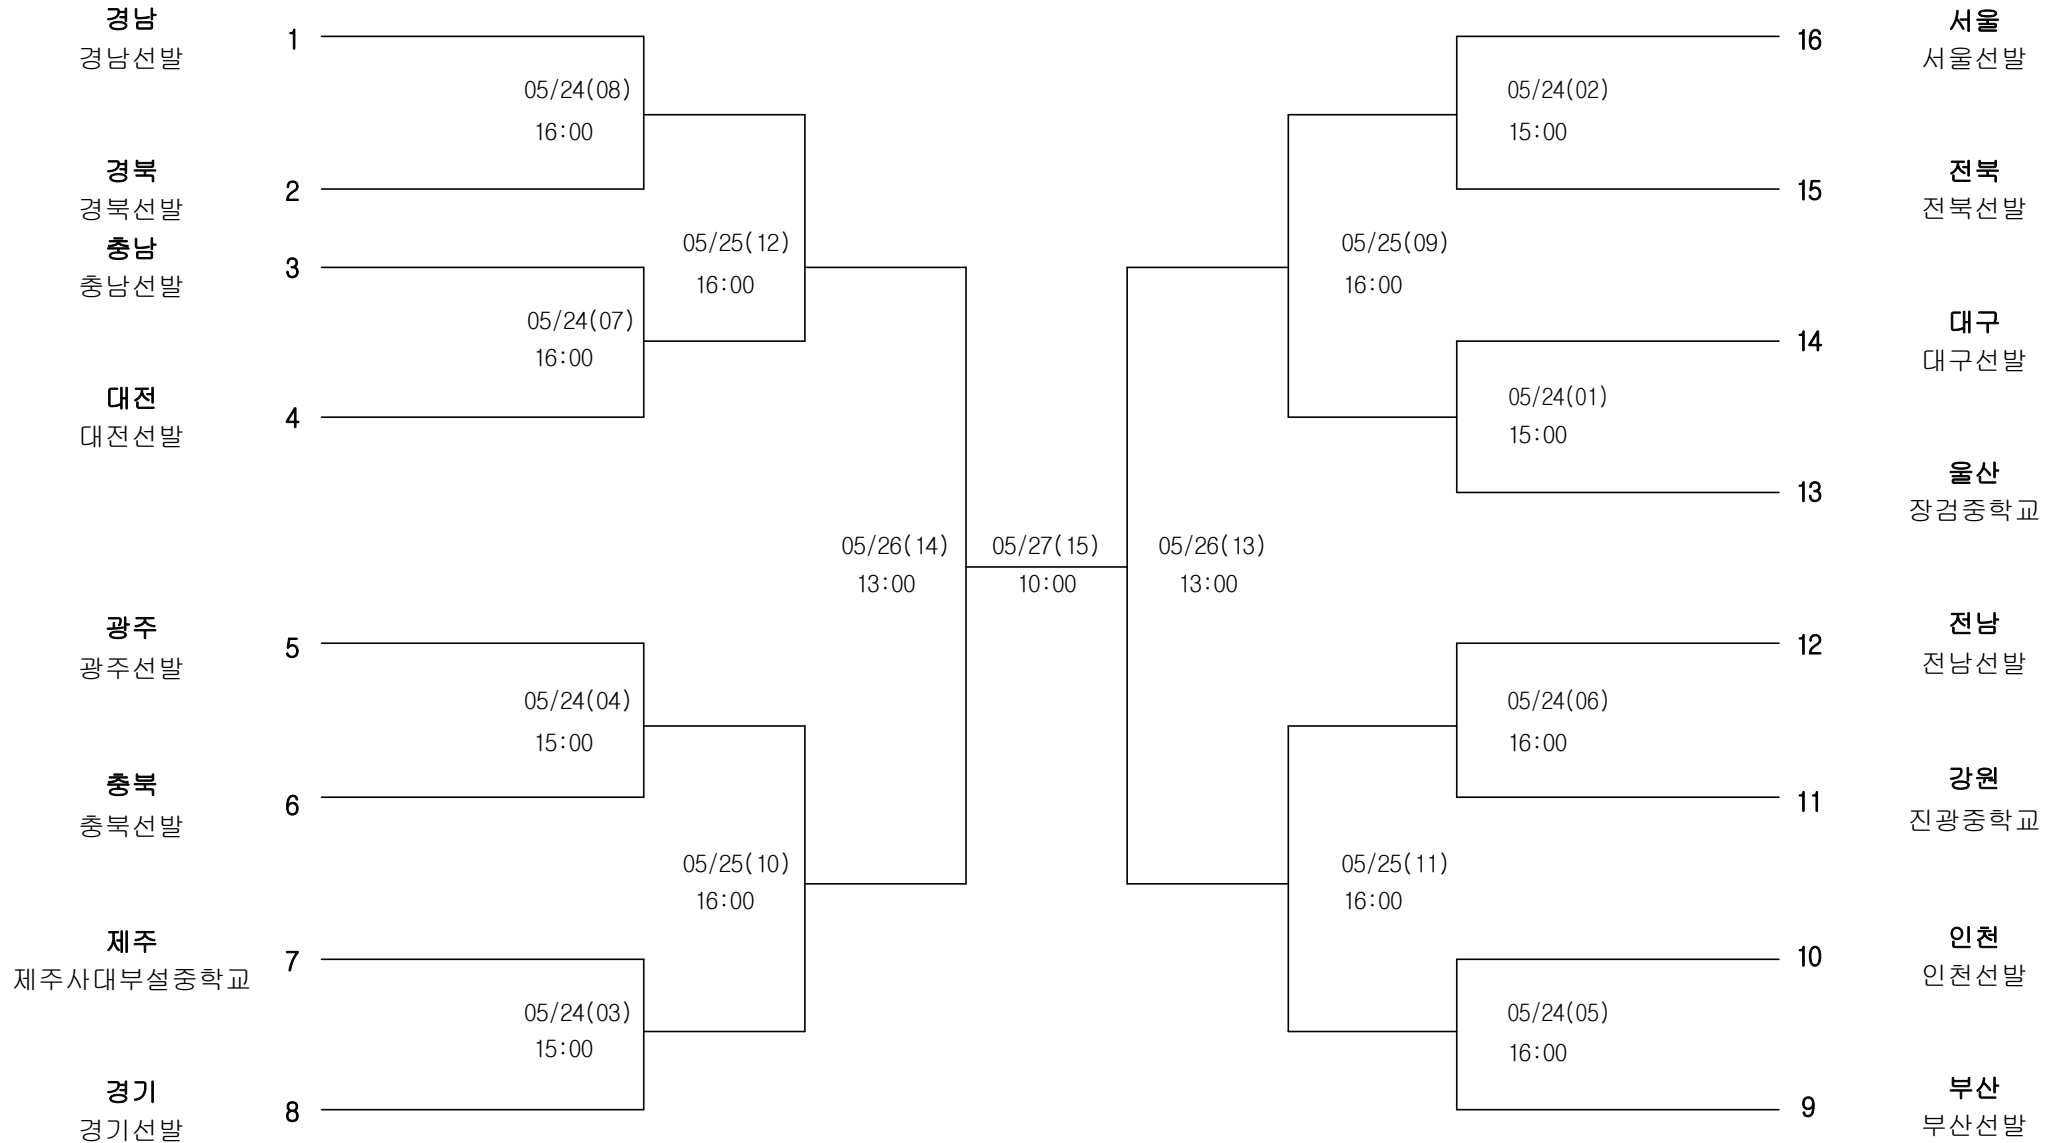 경남
경남선발
1
05/24(08)
16:00
경북
경북선발
2
충남
충남선발
3
05/25(12)
16:00
05/24(07)
16:00
대전
대전선발
4
05/26(14)
13:00
05/27(15)
10:00
광주
광주선발
5
05/24(04)
15:00
충북
충북선발
6
05/25(10)
16:00
제주
제주사대부설중학교
7
05/24(03)
15:00
경기
경기선발
8
16
서울
서울선발
05/24(02)
15:00
15
전북
전북선발
05/25(09)
16:00
14
대구
대구선발
05/24(01)
15:00
13
울산
장검중학교
05/26(13)
13:00
12
전남
전남선발
05/24(06)
16:00
11
강원
진광중학교
05/25(11)
16:00
10
인천
인천선발
05/24(05)
16:00
9
부산
부산선발